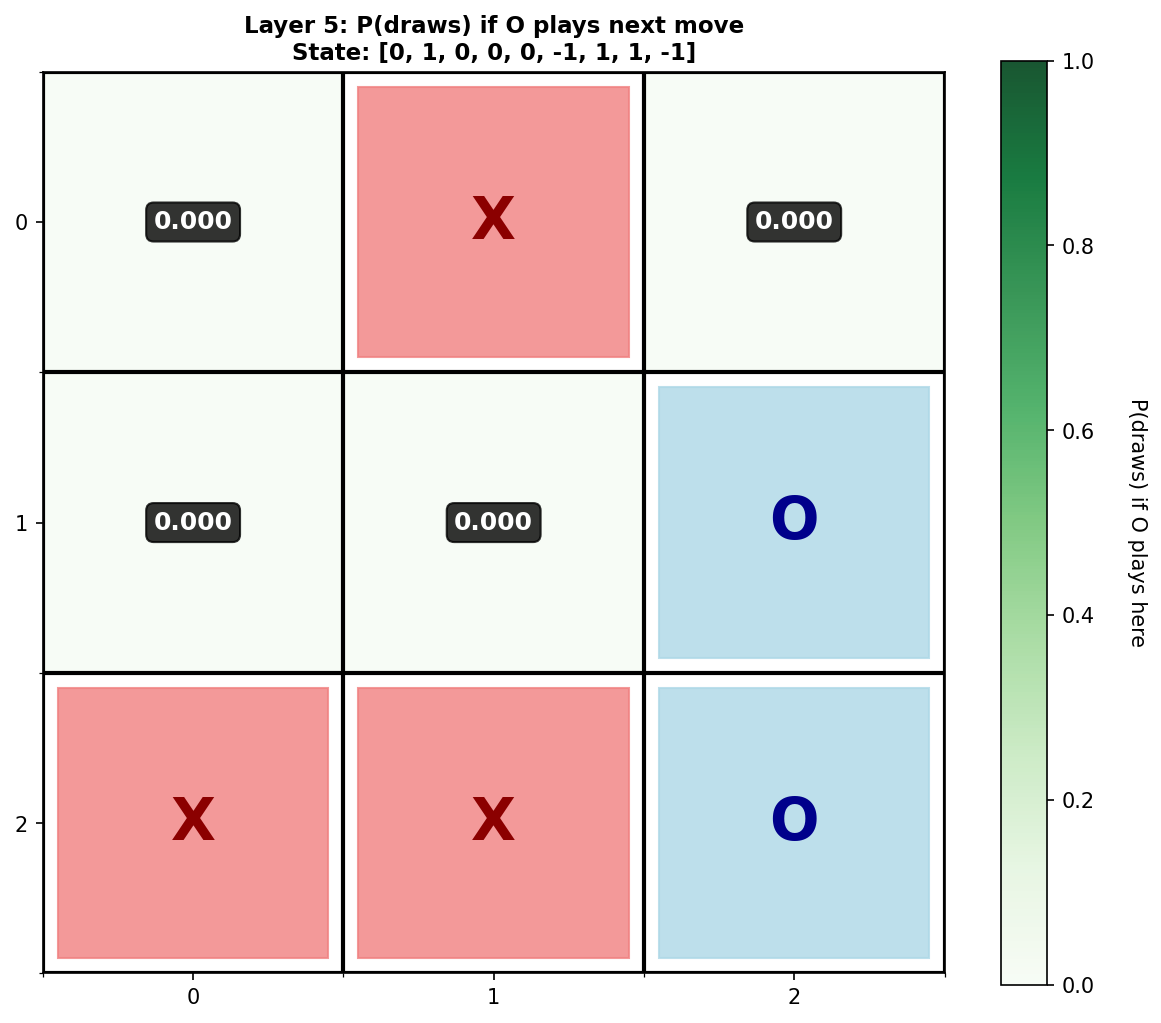 Layer 5: P(draws) if O plays next move
State: [0, 1, 0, 0, 0, -1, 1, 1, -1]
0
0.000
X
0.000
1
0.000
0.000
O
2
X
X
O
0
1
2
1.0
0.8
0.6
0.4
0.2
0.0
P(draws) if O plays here